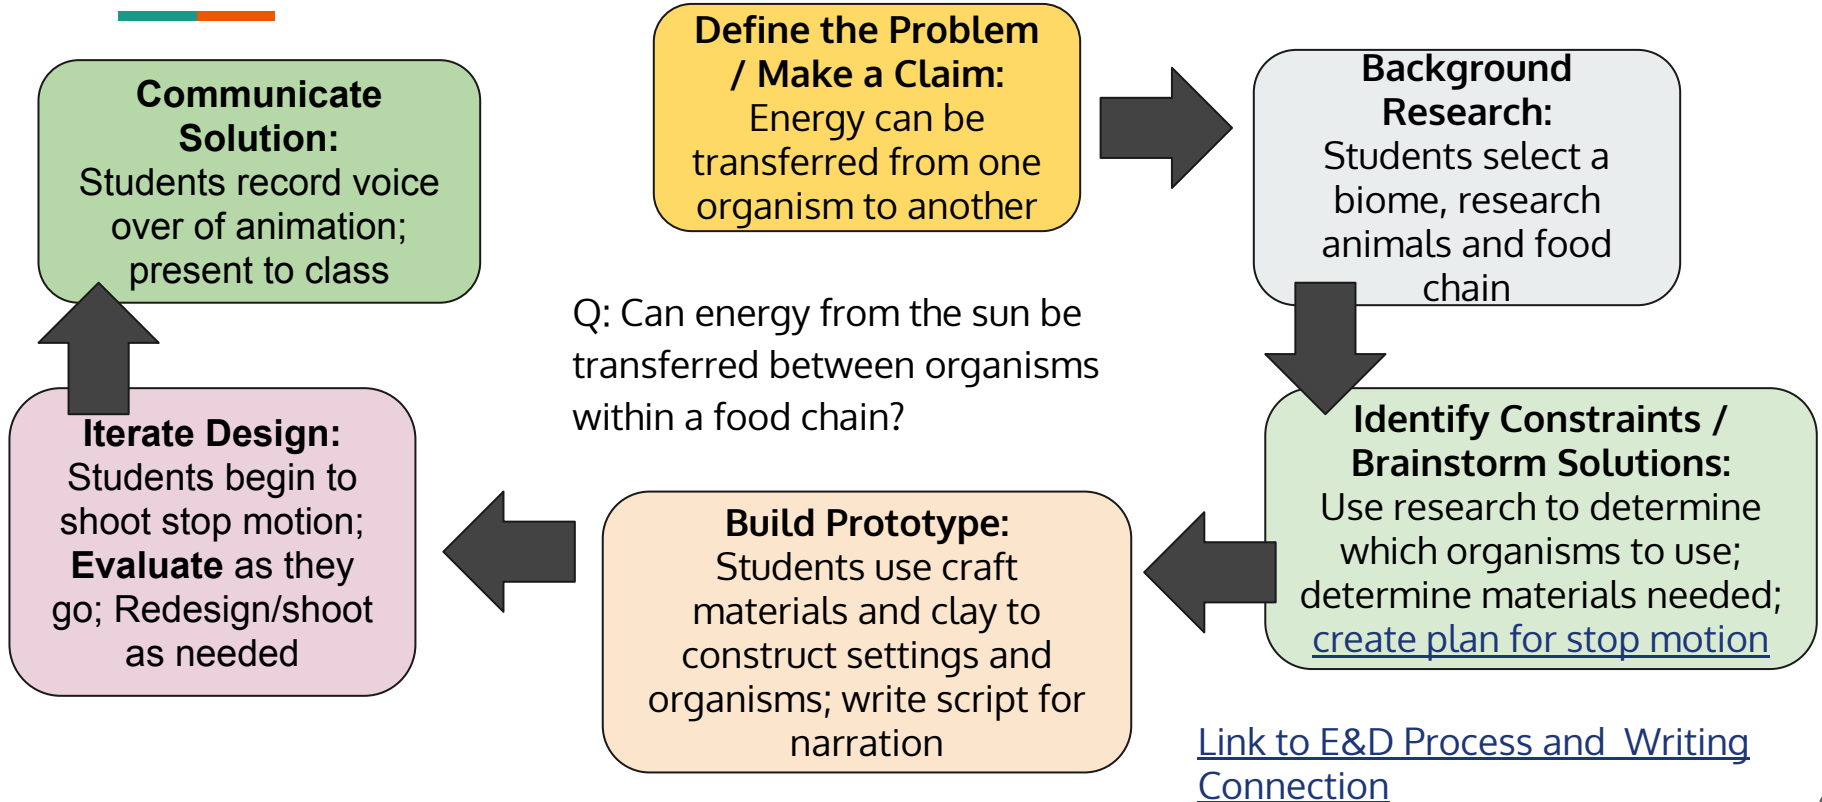 Define the Problem
/ Make a Claim:
Energy can be
transferred from one
organism to another
Background
Research:
Students select a
biome, research
animals and food
chain
Identify Constraints /
Brainstorm Solutions:
Use research to determine
which organisms to use;
determine materials needed;
create plan for stop motion
Build Prototype:
Students use craft
materials and clay to
construct settings and
organisms; write script for
narration
Iterate Design:
Students begin to
shoot stop motion;
Evaluate as they
go; Redesign/shoot
as needed
Communicate
Solution:
Students record voice
over of animation;
present to class
Q: Can energy from the sun be
transferred between organisms
within a food chain?
Link to E&D Process and  Writing
Connection